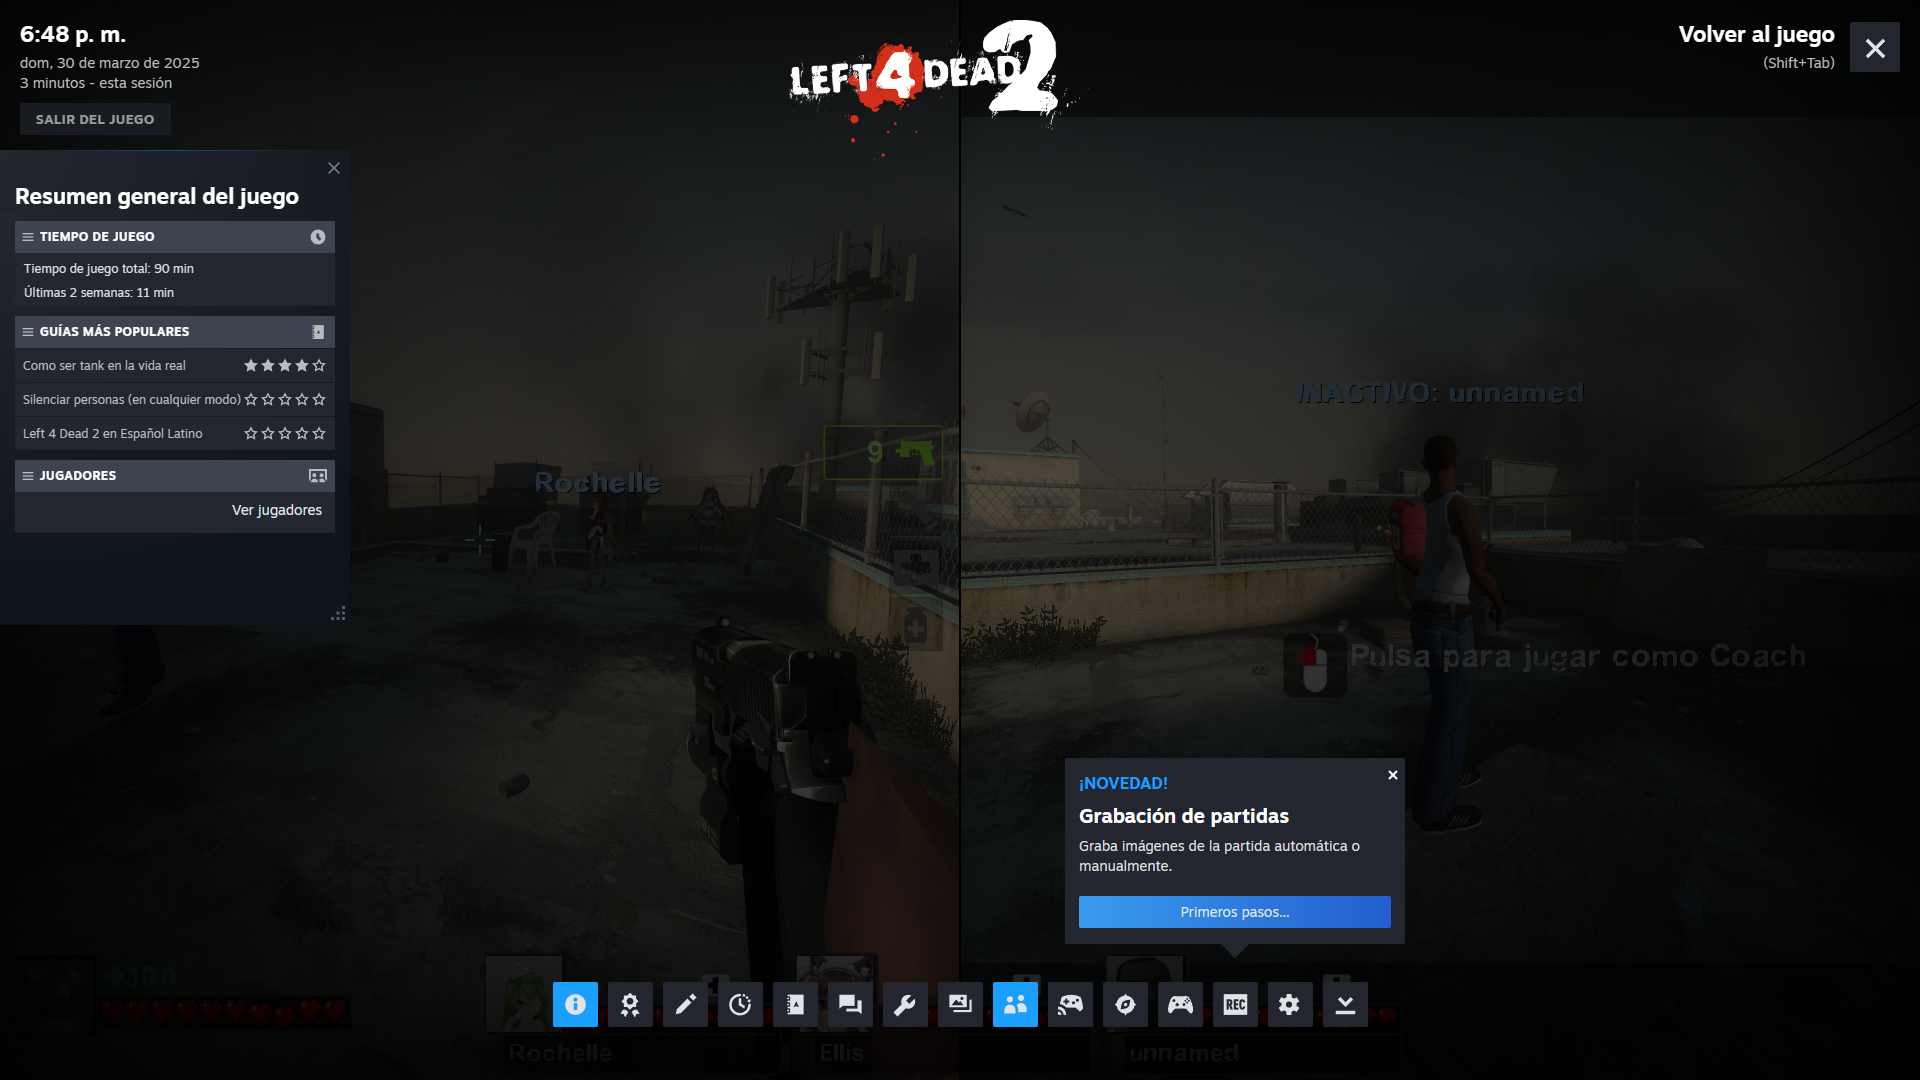 6:48 p. m.
dom, 30 de marzo de 2025
3 minutos - esta sesión
SALIR DEL JUEGO
LEFT 4 DEAD 2
Volver al juego
(Shift+Tab)
Resumen general del juego
TIEMPO DE JUEGO
Tiempo de juego total: 90 min
Últimas 2 semanas: 11 min
GUÍAS MÁS POPULARES
Como ser tank en la vida real
Silenciar personas (en cualquier modo)
Left 4 Dead 2 en Español Latino
JUGADORES
Ver jugadores
Rochelle
9
INACTIVO: unnamed
Pulsa para jugar como Coach
¡NOVEDAD!
Grabación de partidas
Graba imágenes de la partida automática o
manualmente.
Primeros pasos...
+100
REC
Rochelle
Ellis
unnamed